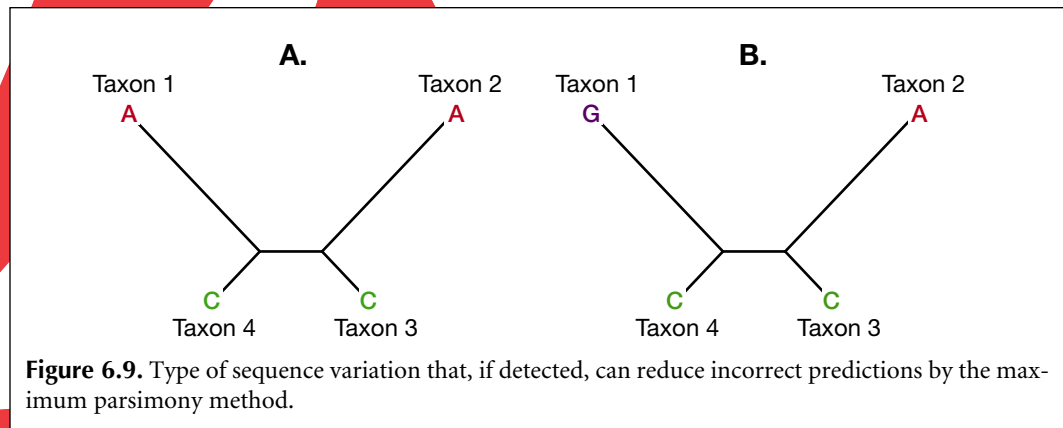 A.
B.
Taxon 1
Taxon 2
Taxon 1
Taxon 2
A
A
G
A
C
C
C
C
Taxon 4
Taxon 3
Taxon 4
Taxon 3
Figure 6.9. Type of sequence variation that, if detected, can reduce incorrect predictions by the max-
imum parsimony method.